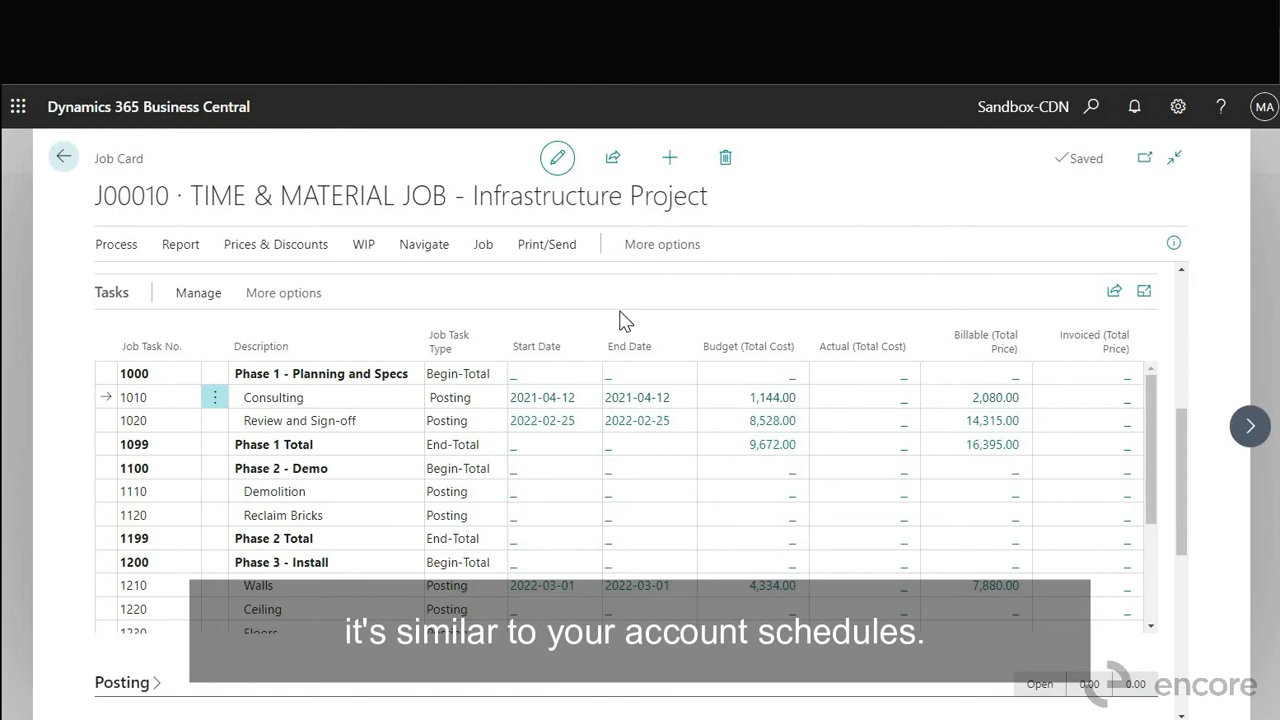 Dynamics 365 Business Central Sandbox-CDN ? MA
Job Card Saved
J00010 · TIME & MATERIAL JOB - Infrastructure Project
Process Report Prices & Discounts WIP Navigate Job Print/Send More options
Tasks Manage More options
Job Task No. Description Job Task Type Start Date End Date Budget (Total Cost) Actual (Total Cost) Billable (Total Price) Invoiced (Total Price)
1000 Phase 1 - Planning and Specs Begin-Total _ _ _ _ _ _
1010 Consulting Posting 2021-04-12 2021-04-12 1,144.00 _ 2,080.00 _
1020 Review and Sign-off Posting 2022-02-25 2022-02-25 8,528.00 _ 14,315.00 _
1099 Phase 1 Total End-Total _ _ 9,672.00 _ 16,395.00 _
1100 Phase 2 - Demo Begin-Total _ _ _ _ _ _
1110 Demolition Posting _ _ _ _ _ _
1120 Reclaim Bricks Posting _ _ _ _ _ _
1199 Phase 2 Total End-Total _ _ _ _ _ _
1200 Phase 3 - Install Begin-Total _ _ _ _ _ _
1210 Walls Posting 2022-03-01 2022-03-01 4,334.00 _ 7,880.00 _
1220 Ceiling Posting _ _ _ _ _ _
1230 Floors
it's similar to your account schedules.
Posting Open 0.00 0.00
encore